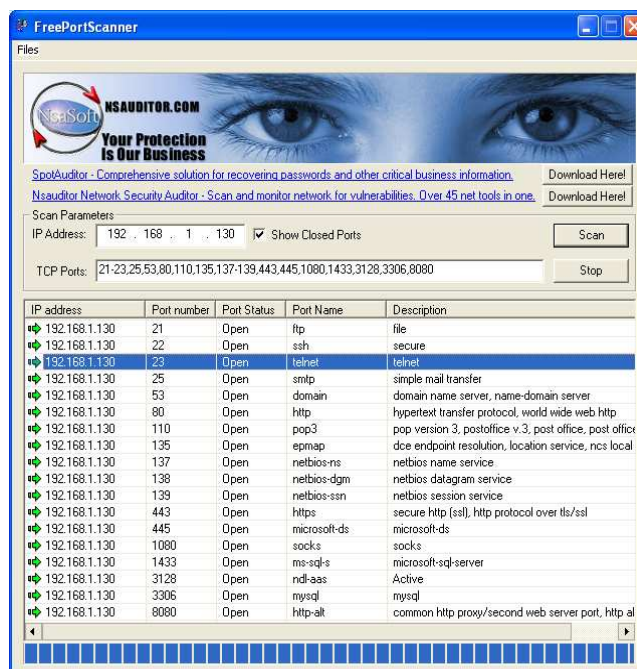 FreePortScanner
Files
NsaSoft
NSAUDITOR.COM
Your Protection
Is Our Business
SpotAuditor - Comprehensive solution for recovering passwords and other critical business information. Download Here!
Nsauditor Network Security Auditor - Scan and monitor network for vulnerabilities. Over 45 net tools in one. Download Here!
Scan Parameters
IP Address: 192 . 168 . 1 . 130 Show Closed Ports Scan
TCP Ports: 21-23,25,53,80,110,135,137-139,443,445,1080,1433,3128,3306,8080 Stop
IP address Port number Port Status Port Name Description
192.168.1.130 21 Open ftp file
192.168.1.130 22 Open ssh secure
192.168.1.130 23 Open telnet telnet
192.168.1.130 25 Open smtp simple mail transfer
192.168.1.130 53 Open domain domain name server, name-domain server
192.168.1.130 80 Open http hypertext transfer protocol, world wide web http
192.168.1.130 110 Open pop3 pop version 3, postoffice v.3, post office, post office
192.168.1.130 135 Open epmap dce endpoint resolution, location service, ncs local
192.168.1.130 137 Open netbios-ns netbios name service
192.168.1.130 138 Open netbios-dgm netbios datagram service
192.168.1.130 139 Open netbios-ssn netbios session service
192.168.1.130 443 Open https secure http (ssl), http protocol over tls/ssl
192.168.1.130 445 Open microsoft-ds microsoft-ds
192.168.1.130 1080 Open socks socks
192.168.1.130 1433 Open ms-sql-s microsoft-sql-server
192.168.1.130 3128 Open ndl-aas Active
192.168.1.130 3306 Open mysql mysql
192.168.1.130 8080 Open http-alt common http proxy/second web server port, http al